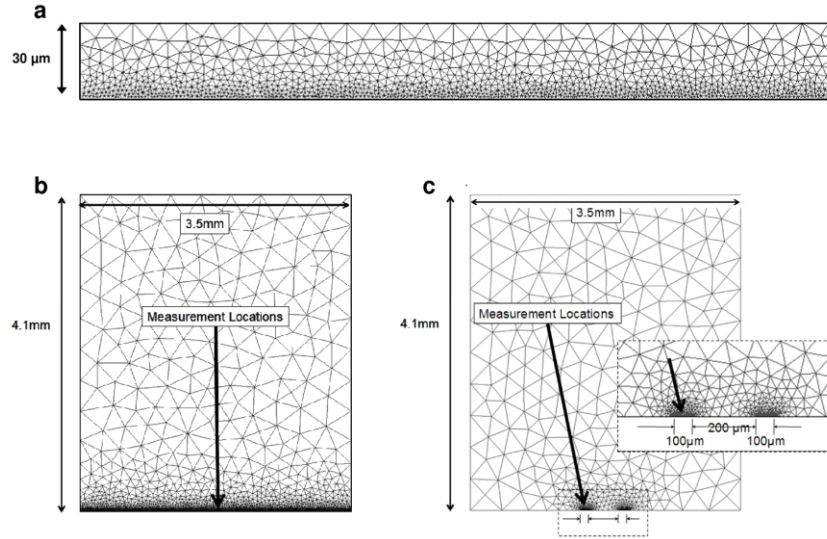 a
30 µm
b
3.5mm
Measurement Locations
4.1mm
c
3.5mm
Measurement Locations
4.1mm
200 µm
100µm 100µm